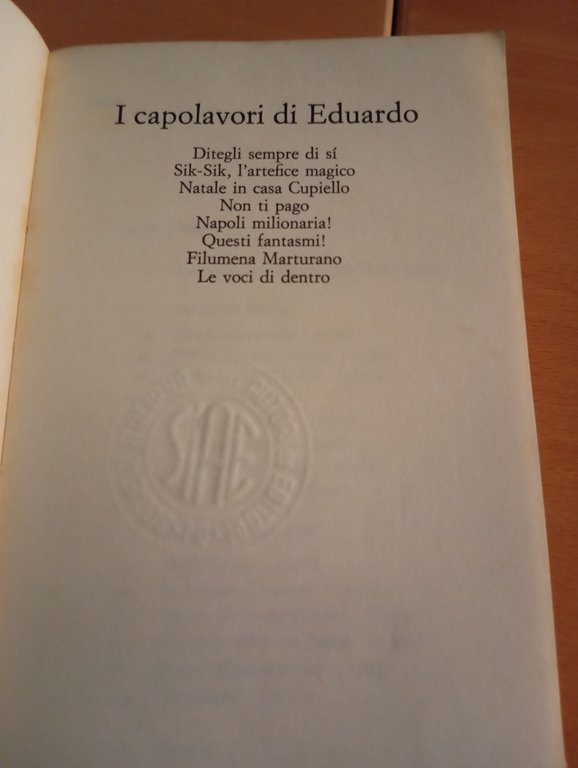 I capolavori di Eduardo
Ditegli sempre di sí
Sik-Sik, l'artefice magico
Natale in casa Cupiello
Non ti pago
Napoli milionaria!
Questi fantasmi!
Filumena Marturano
Le voci di dentro
SIAE